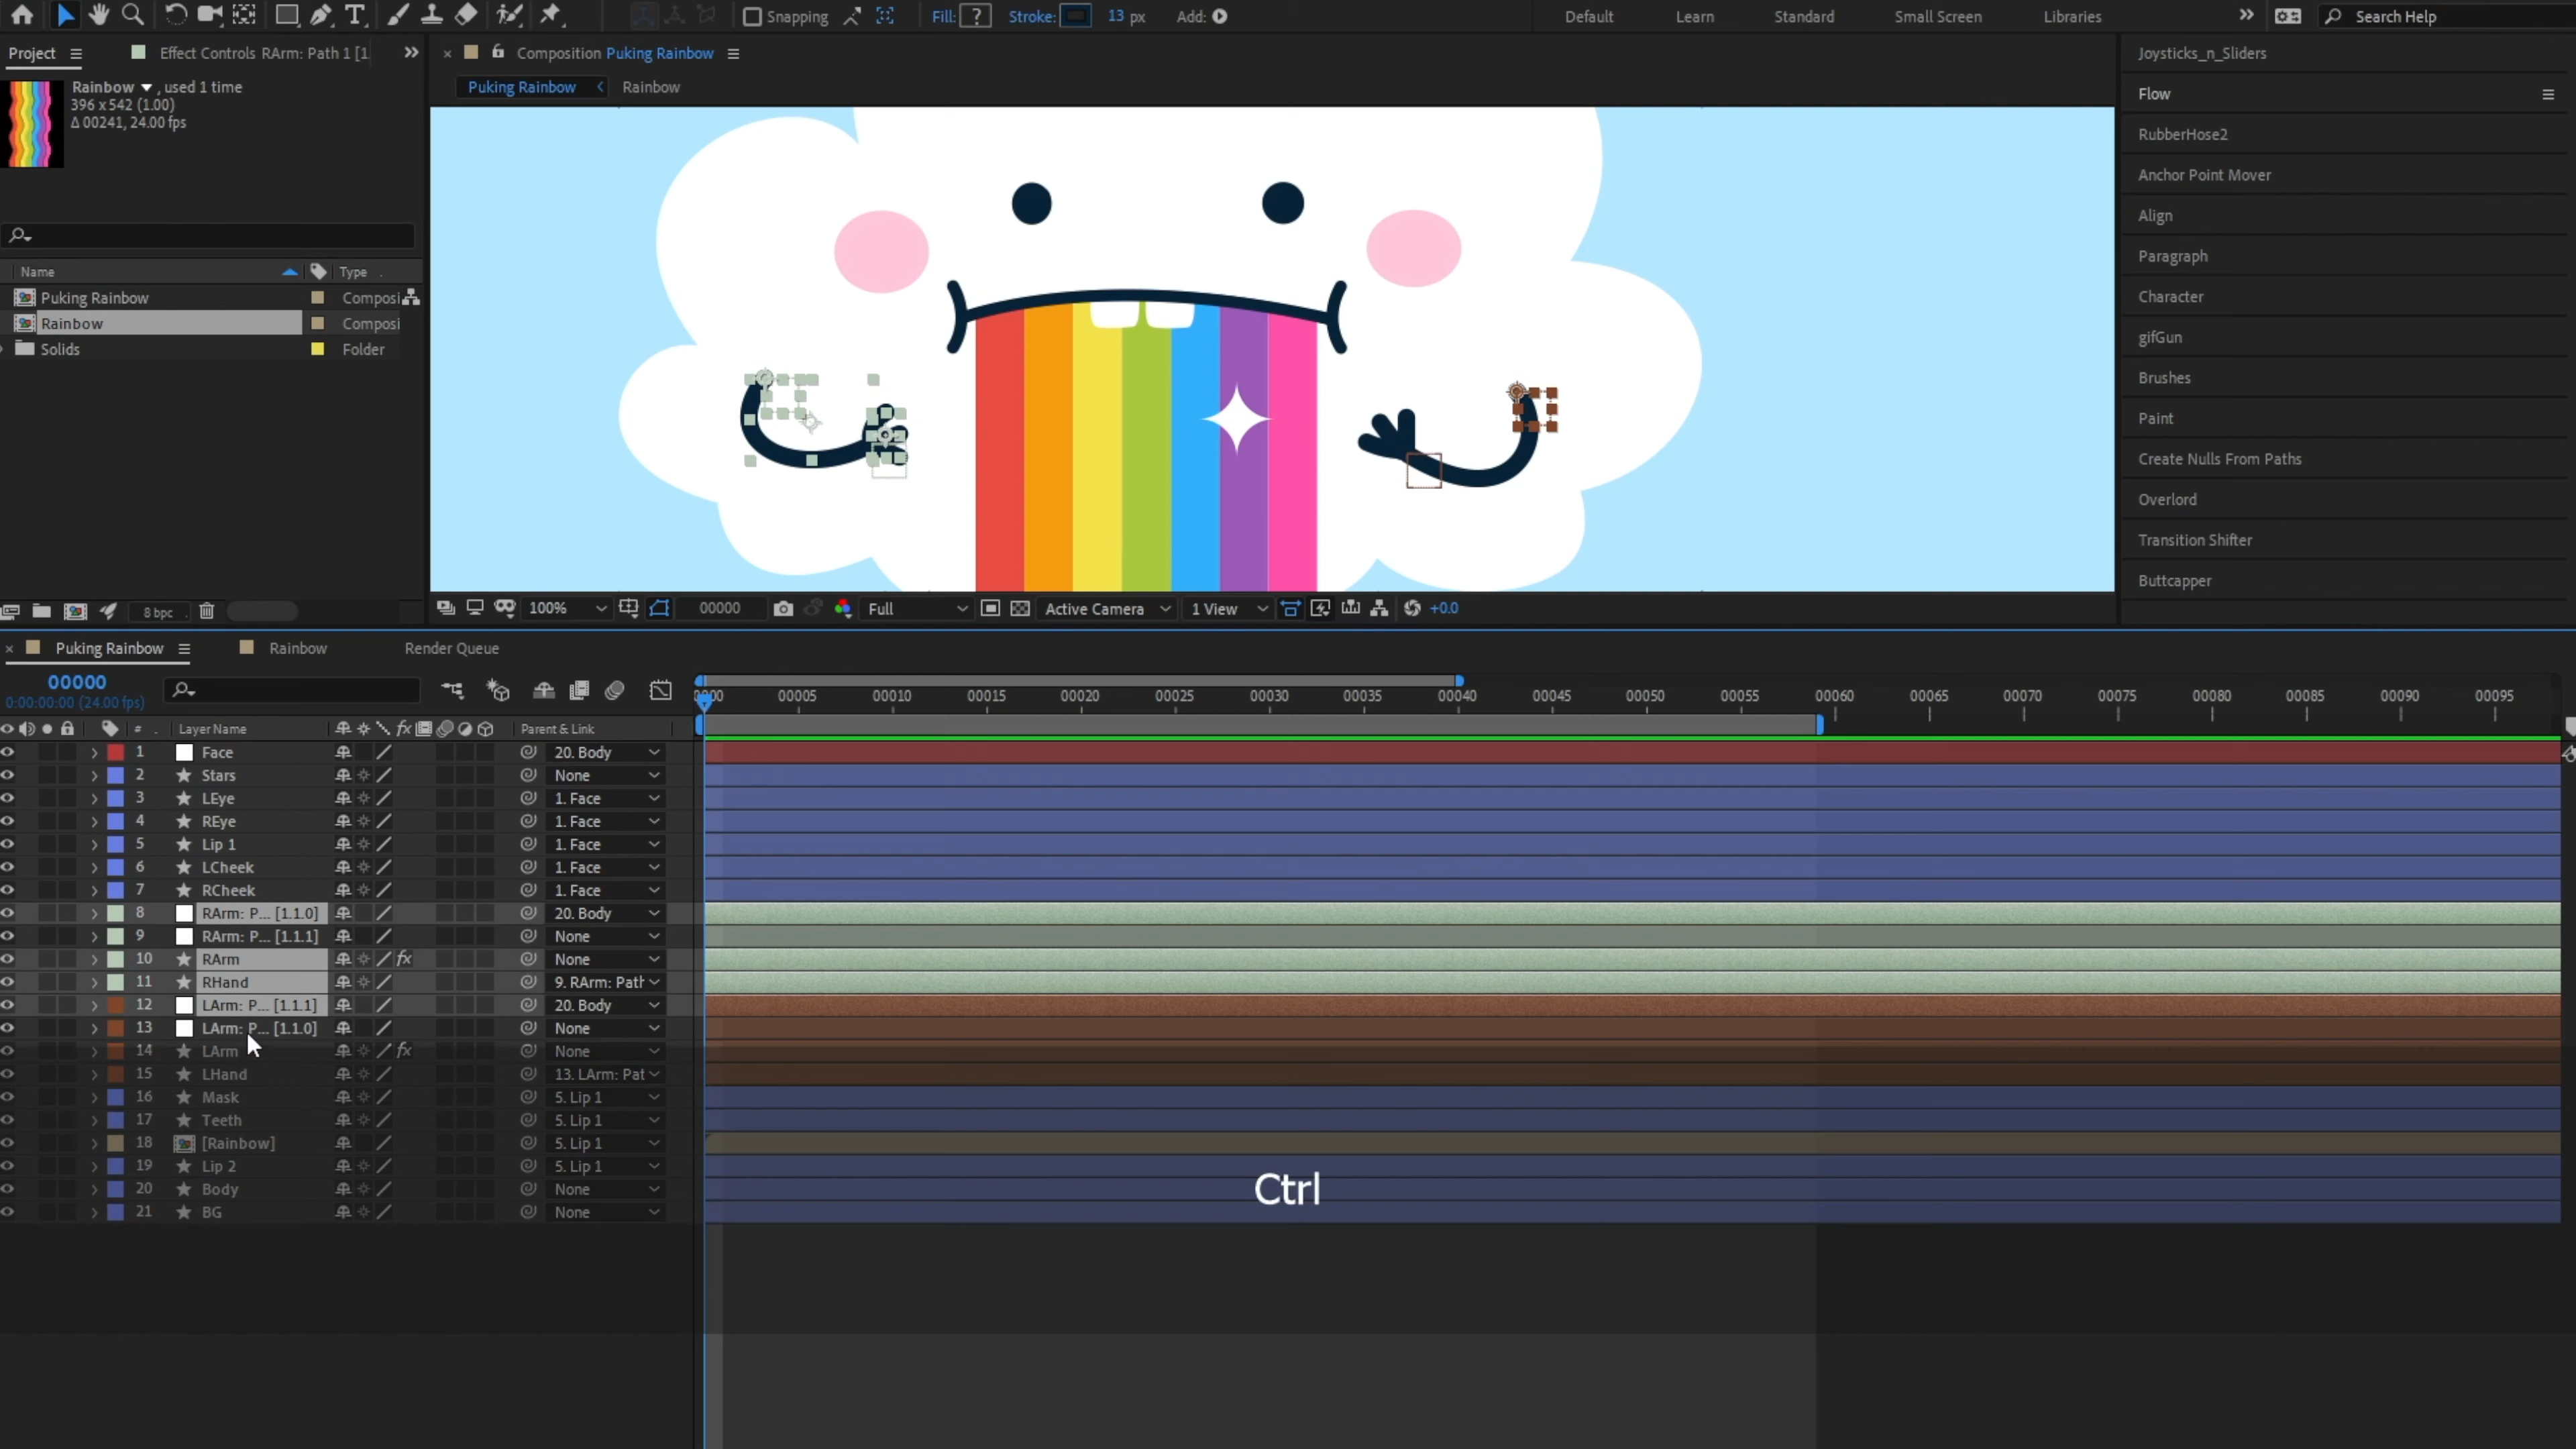 Snapping Fill: ? Stroke: 13 px Add: Default Learn Standard Small Screen Libraries Search Help
Project Effect Controls RArm: Path 1 [1. Composition Puking Rainbow
Rainbow , used 1 time
396 x 542 (1.00)
Δ 00241, 24.00 fps
Puking Rainbow Rainbow
Name Type
Puking Rainbow Composi
Rainbow Composi
Solids Folder
Joysticks_n_Sliders
Flow
RubberHose2
Anchor Point Mover
Align
Paragraph
Character
gifGun
Brushes
Paint
Create Nulls From Paths
Overlord
Transition Shifter
Buttcapper
8 bpc 100% 00000 Full Active Camera 1 View +0.0
Puking Rainbow Rainbow Render Queue
00000
0:00:00:00 (24.00 fps)
0000 00005 00010 00015 00020 00025 00030 00035 00040 00045 00050 00055 00060 00065 00070 00075 00080 00085 00090 00095
# . Layer Name fx Parent & Link
1 Face 20. Body
2 Stars None
3 LEye 1. Face
4 REye 1. Face
5 Lip 1 1. Face
6 LCheek 1. Face
7 RCheek 1. Face
8 RArm: P... [1.1.0] 20. Body
9 RArm: P... [1.1.1] None
10 RArm fx None
11 RHand 9. RArm: Path
12 LArm: P... [1.1.1] 20. Body
13 LArm: P... [1.1.0] None
14 LArm fx None
15 LHand 13. LArm: Pat
16 Mask 5. Lip 1
17 Teeth 5. Lip 1
18 [Rainbow] 5. Lip 1
19 Lip 2 5. Lip 1
20 Body None
21 BG None
Ctrl